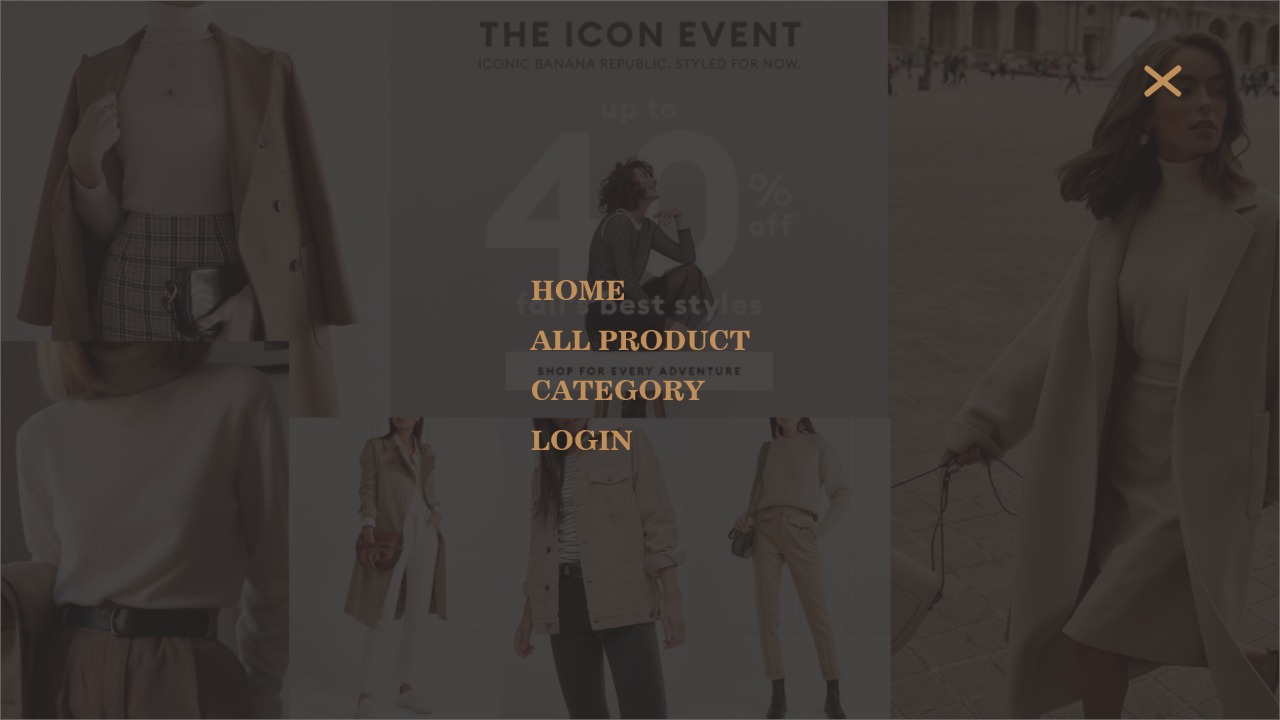 THE ICON EVENT
ICONIC BANANA REPUBLIC. STYLED FOR NOW.
up to
40% off
HOME
fall's best styles
ALL PRODUCT
SHOP FOR EVERY ADVENTURE
CATEGORY
LOGIN